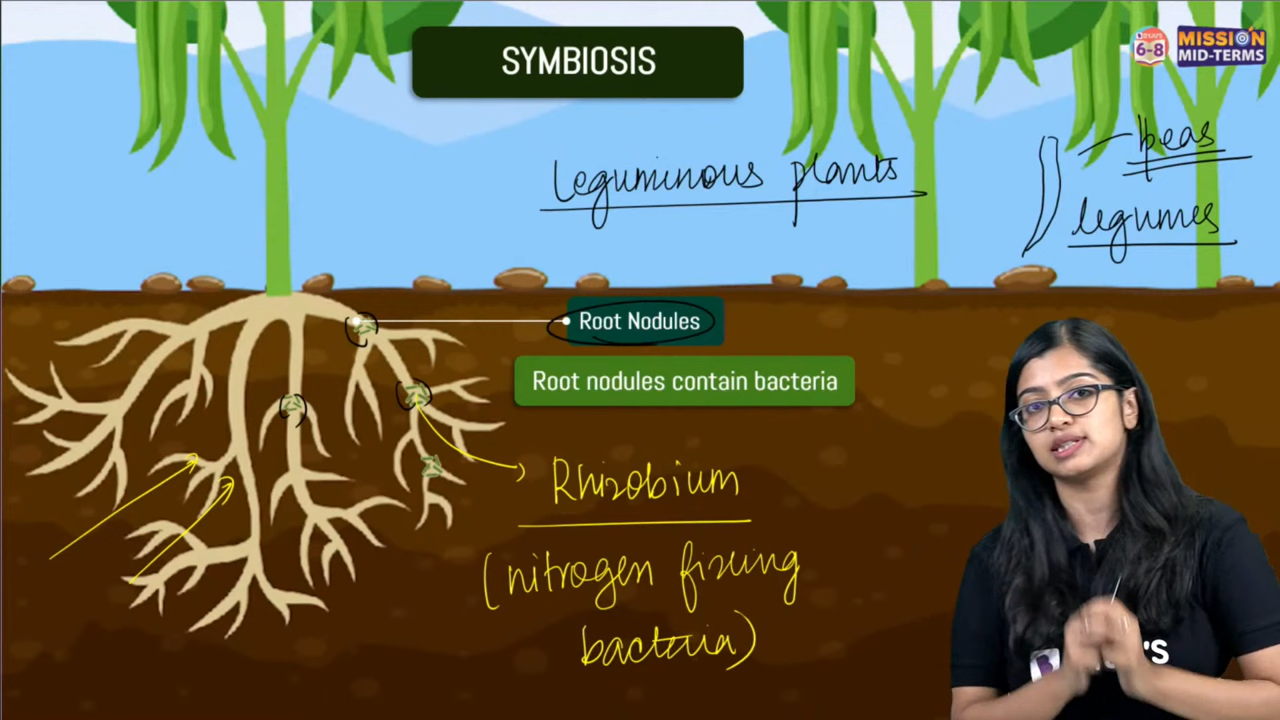 SYMBIOSIS
6-8
MISSION
MID-TERMS
leguminous plants
peas
legumes
Root Nodules
Root nodules contain bacteria
Rhizobium
(nitrogen fixing
bacteria)